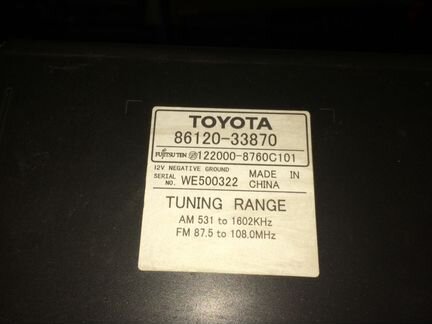 TOYOTA
86120-33870
FUJITSU TEN 122000-8760C101
12V NEGATIVE GROUND
SERIAL NO. WE500322
MADE IN CHINA
TUNING RANGE
AM 531 to 1602KHz
FM 87.5 to 108.0MHz